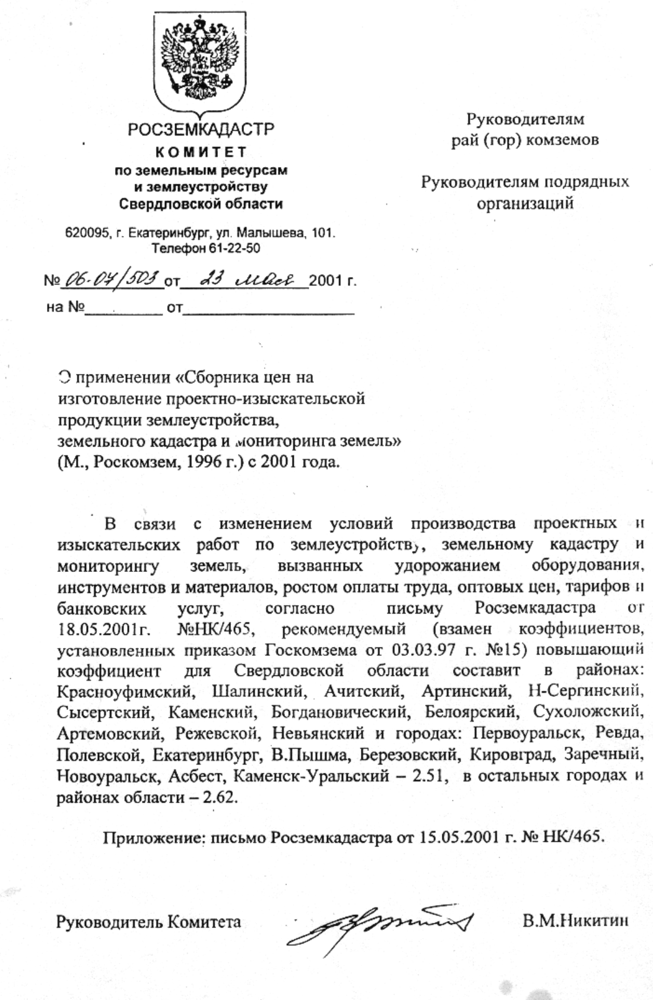 РОСЗЕМКАДАСТР
КОМИТЕТ
по земельным ресурсам
и землеустройству
Свердловской области
620095, г. Екатеринбург, ул. Малышева, 101.
Телефон 61-22-50
№ 06-07/503 от 23 мая 2001 г.
на №__________ от____________________
Руководителям
рай (гор) комземов
Руководителям подрядных
организаций
О применении «Сборника цен на
изготовление проектно-изыскательской
продукции землеустройства,
земельного кадастра и мониторинга земель»
(М., Роскомзем, 1996 г.) с 2001 года.
В связи с изменением условий производства проектных и
изыскательских работ по землеустройству, земельному кадастру и
мониторингу земель, вызванных удорожанием оборудования,
инструментов и материалов, ростом оплаты труда, оптовых цен, тарифов и
банковских услуг, согласно письму Росземкадастра от
18.05.2001г. №НК/465, рекомендуемый (взамен коэффициентов,
установленных приказом Госкомзема от 03.03.97 г. №15) повышающий
коэффициент для Свердловской области составит в районах:
Красноуфимский, Шалинский, Ачитский, Артинский, Н-Сергинский,
Сысертский, Каменский, Богдановический, Белоярский, Сухоложский,
Артемовский, Режевской, Невьянский и городах: Первоуральск, Ревда,
Полевской, Екатеринбург, В.Пышма, Березовский, Кировград, Заречный,
Новоуральск, Асбест, Каменск-Уральский – 2.51, в остальных городах и
районах области – 2.62.
Приложение: письмо Росземкадастра от 15.05.2001 г. № НК/465.
Руководитель Комитета В.М.Никитин